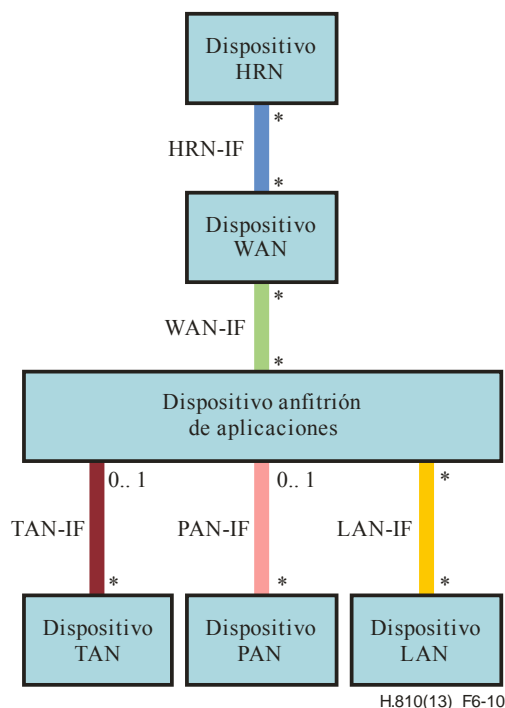 Dispositivo
HRN
*
HRN-IF
*
Dispositivo
WAN
*
WAN-IF
*
Dispositivo anfitrión
de aplicaciones
0.. 1 0.. 1 *
TAN-IF PAN-IF LAN-IF
* * *
Dispositivo Dispositivo Dispositivo
TAN PAN LAN
H.810(13)_F6-10